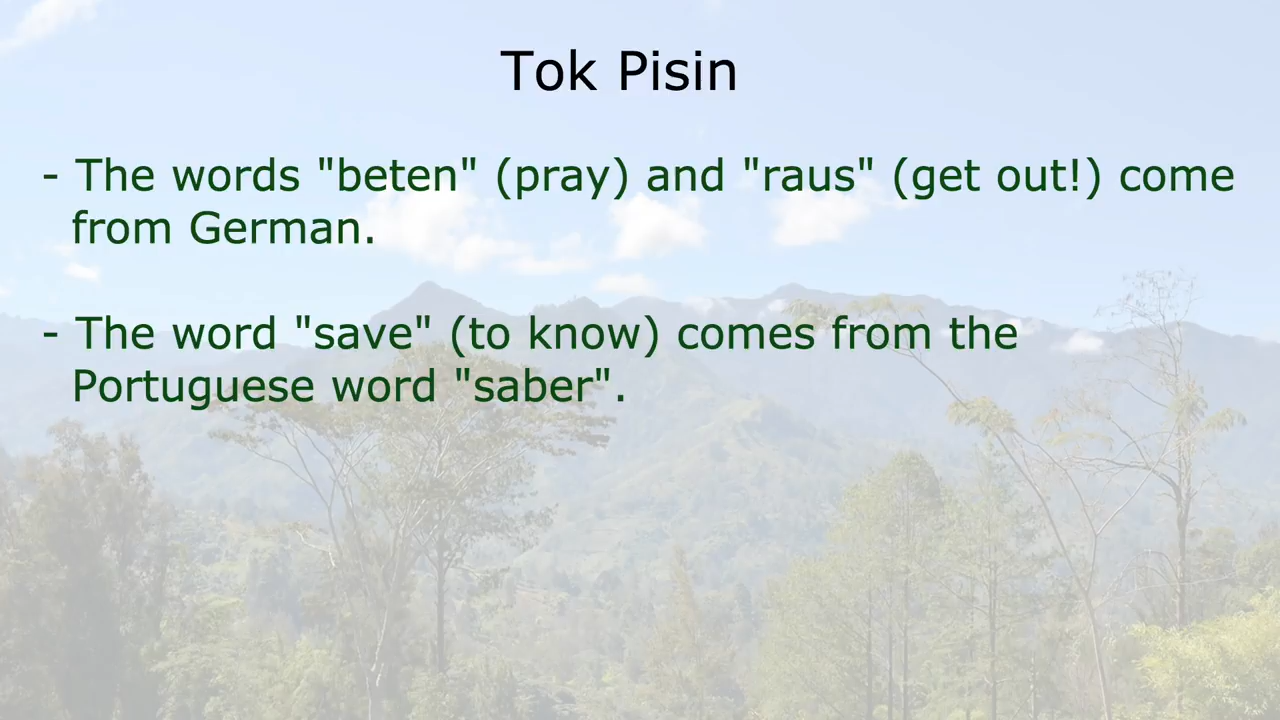 Tok Pisin
- The words "beten" (pray) and "raus" (get out!) come
from German.
- The word "save" (to know) comes from the
Portuguese word "saber".